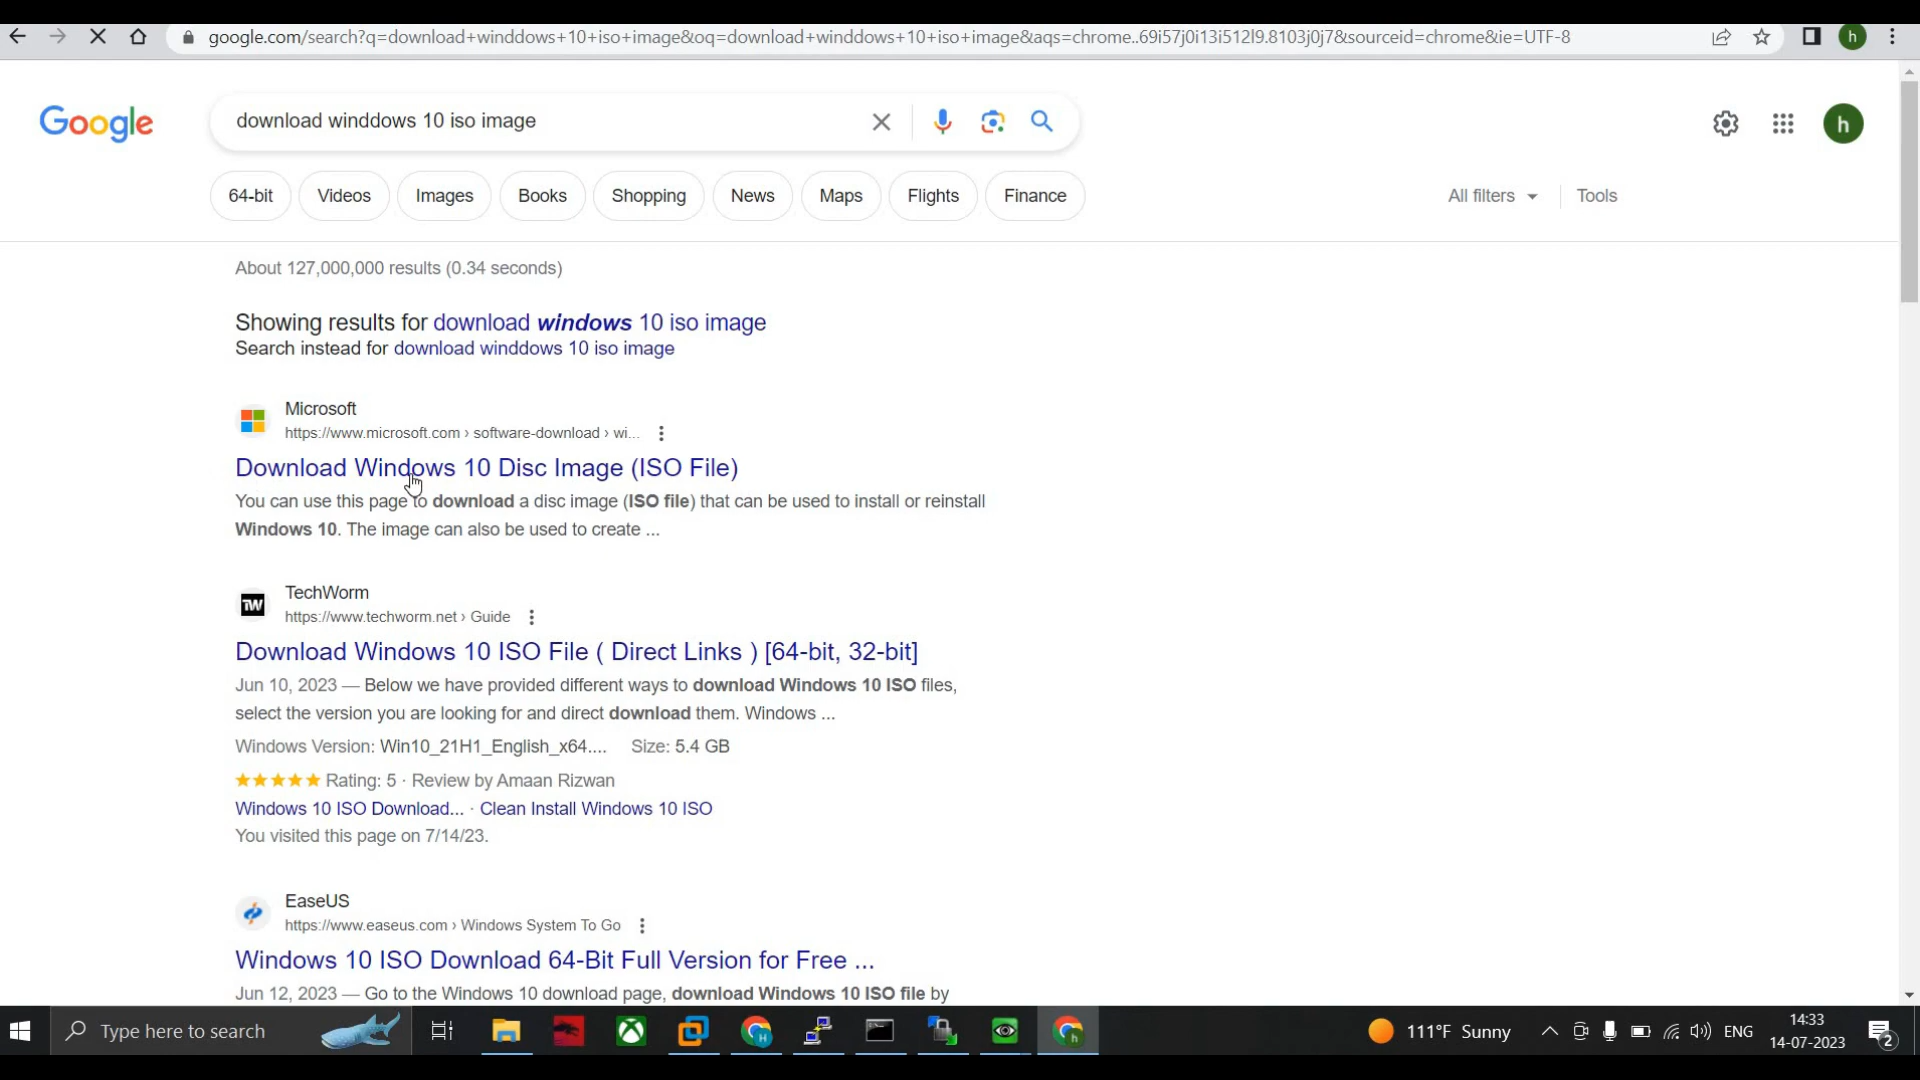 google.com/search?q=download+winddows+10+iso+image&oq=download+winddows+10+iso+image&aqs=chrome..69i57j0i13i512l9.8103j0j7&sourceid=chrome&ie=UTF-8
h
Google
download winddows 10 iso image
h
64-bit
Videos
Images
Books
Shopping
News
Maps
Flights
Finance
All filters
Tools
About 127,000,000 results (0.34 seconds)
Showing results for download windows 10 iso image
Search instead for download winddows 10 iso image
Microsoft
https://www.microsoft.com › software-download › wi...
Download Windows 10 Disc Image (ISO File)
You can use this page to download a disc image (ISO file) that can be used to install or reinstall
Windows 10. The image can also be used to create ...
TechWorm
TW
https://www.techworm.net › Guide
Download Windows 10 ISO File ( Direct Links ) [64-bit, 32-bit]
Jun 10, 2023 — Below we have provided different ways to download Windows 10 ISO files,
select the version you are looking for and direct download them. Windows ...
Windows Version: Win10_21H1_English_x64.... Size: 5.4 GB
Rating: 5 · Review by Amaan Rizwan
Windows 10 ISO Download... · Clean Install Windows 10 ISO
You visited this page on 7/14/23.
EaseUS
https://www.easeus.com › Windows System To Go
Windows 10 ISO Download 64-Bit Full Version for Free ...
Jun 12, 2023 — Go to the Windows 10 download page, download Windows 10 ISO file by
Type here to search
H
h
111°F Sunny
ENG
14:33
14-07-2023
2